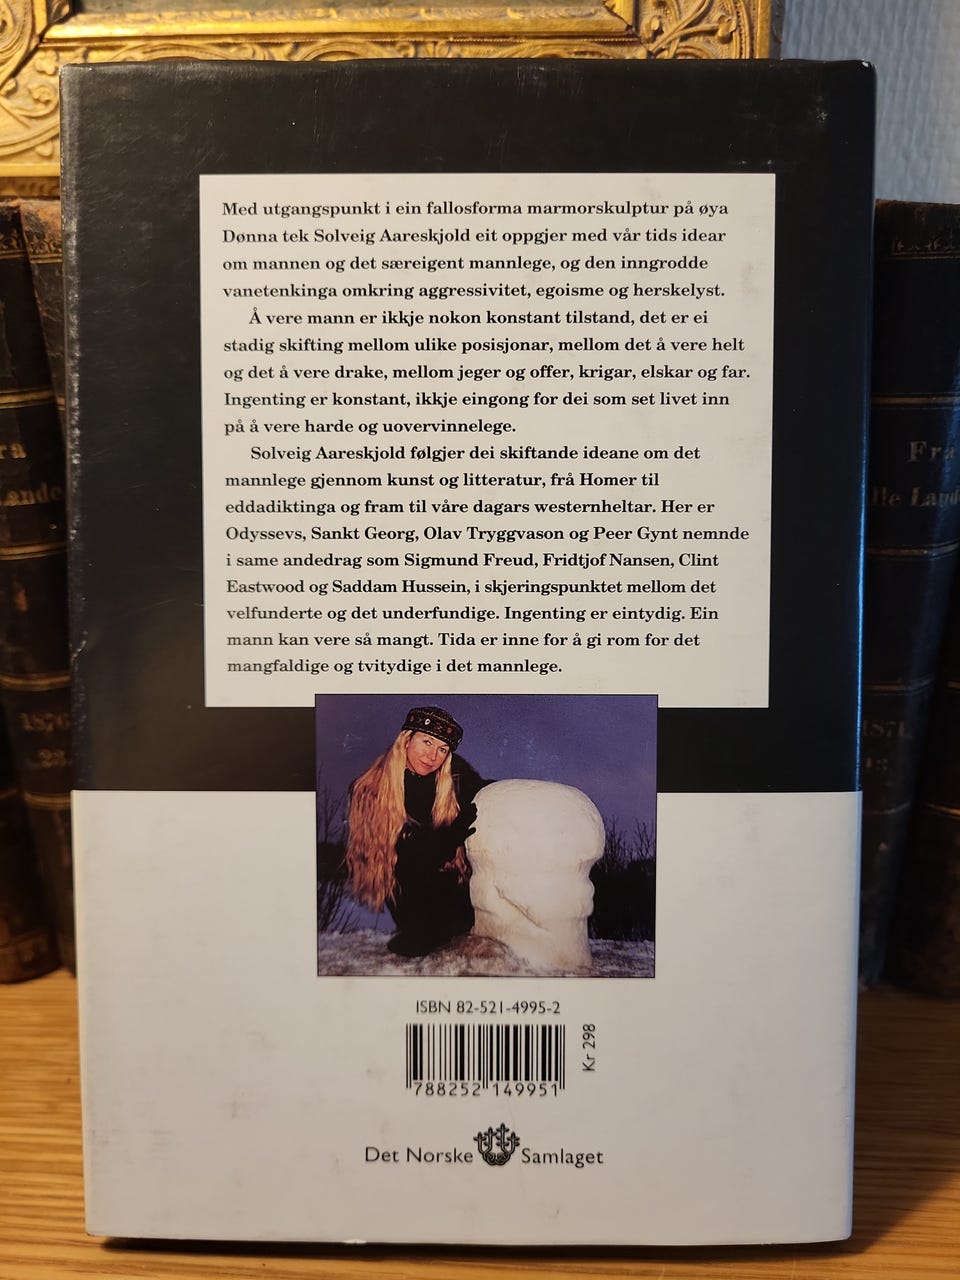 Med utgangspunkt i ein fallosforma marmorskulptur på øya
Dønna tek Solveig Aareskjold eit oppgjer med vår tids idear
om mannen og det særeigent mannlege, og den inngrodde
vanetenkinga omkring aggressivitet, egoisme og herskelyst.
Å vere mann er ikkje nokon konstant tilstand, det er ei
stadig skifting mellom ulike posisjonar, mellom det å vere helt
og det å vere drake, mellom jeger og offer, krigar, elskar og far.
Ingenting er konstant, ikkje eingong for dei som set livet inn
på å vere harde og uovervinnelege.
Solveig Aareskjold følgjer dei skiftande ideane om det
mannlege gjennom kunst og litteratur, frå Homer til
eddadiktinga og fram til våre dagars westernheltar. Her er
Odyssevs, Sankt Georg, Olav Tryggvason og Peer Gynt nemnde
i same andedrag som Sigmund Freud, Fridtjof Nansen, Clint
Eastwood og Saddam Hussein, i skjeringspunktet mellom det
velfunderte og det underfundige. Ingenting er eintydig. Ein
mann kan vere så mangt. Tida er inne for å gi rom for det
mangfaldige og tvitydige i det mannlege.
ISBN 82-521-4995-2
788252 149951
Kr 298
Det Norske Samlaget
Fra
1876
1871